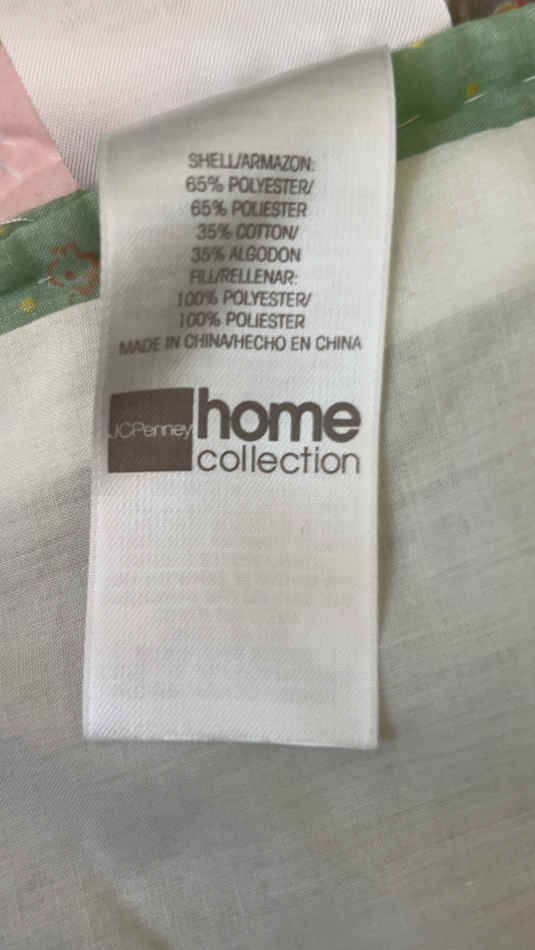 SHELL/ARMAZON:
65% POLYESTER/
65% POLIESTER
35% COTTON/
35% ALGODON
FILL/RELLENAR:
100% POLYESTER/
100% POLIESTER
MADE IN CHINA/HECHO EN CHINA
JCPenney home
collection